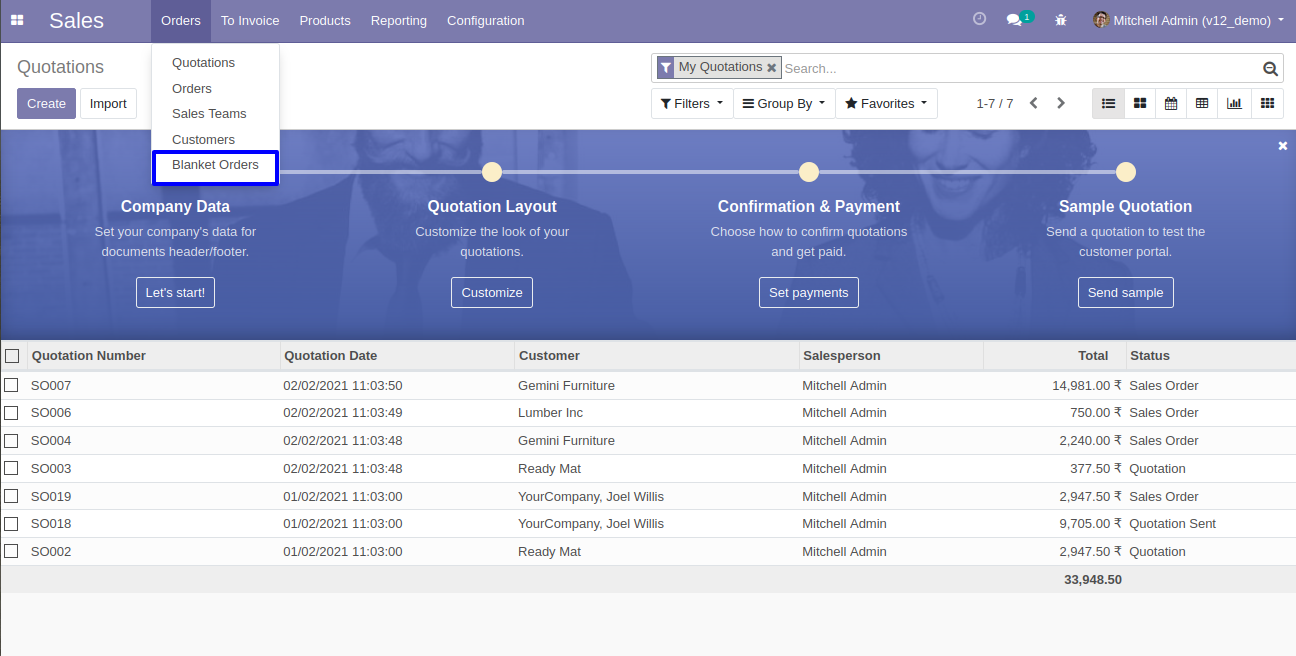 Sales Orders To Invoice Products Reporting Configuration 1 Mitchell Admin (v12_demo)
Quotations
Orders
Sales Teams
Customers
Blanket Orders
Quotations
My Quotations Search...
Create Import
Filters Group By Favorites 1-7 / 7
Company Data
Set your company's data for
documents header/footer.
Let's start!
Quotation Layout
Customize the look of your
quotations.
Customize
Confirmation & Payment
Choose how to confirm quotations
and get paid.
Set payments
Sample Quotation
Send a quotation to test the
customer portal.
Send sample
Quotation Number Quotation Date Customer Salesperson Total Status
SO007 02/02/2021 11:03:50 Gemini Furniture Mitchell Admin 14,981.00 ₹ Sales Order
SO006 02/02/2021 11:03:49 Lumber Inc Mitchell Admin 750.00 ₹ Sales Order
SO004 02/02/2021 11:03:48 Gemini Furniture Mitchell Admin 2,240.00 ₹ Sales Order
SO003 02/02/2021 11:03:48 Ready Mat Mitchell Admin 377.50 ₹ Quotation
SO019 01/02/2021 11:03:00 YourCompany, Joel Willis Mitchell Admin 2,947.50 ₹ Sales Order
SO018 01/02/2021 11:03:00 YourCompany, Joel Willis Mitchell Admin 9,705.00 ₹ Quotation Sent
SO002 01/02/2021 11:03:00 Ready Mat Mitchell Admin 2,947.50 ₹ Quotation
33,948.50